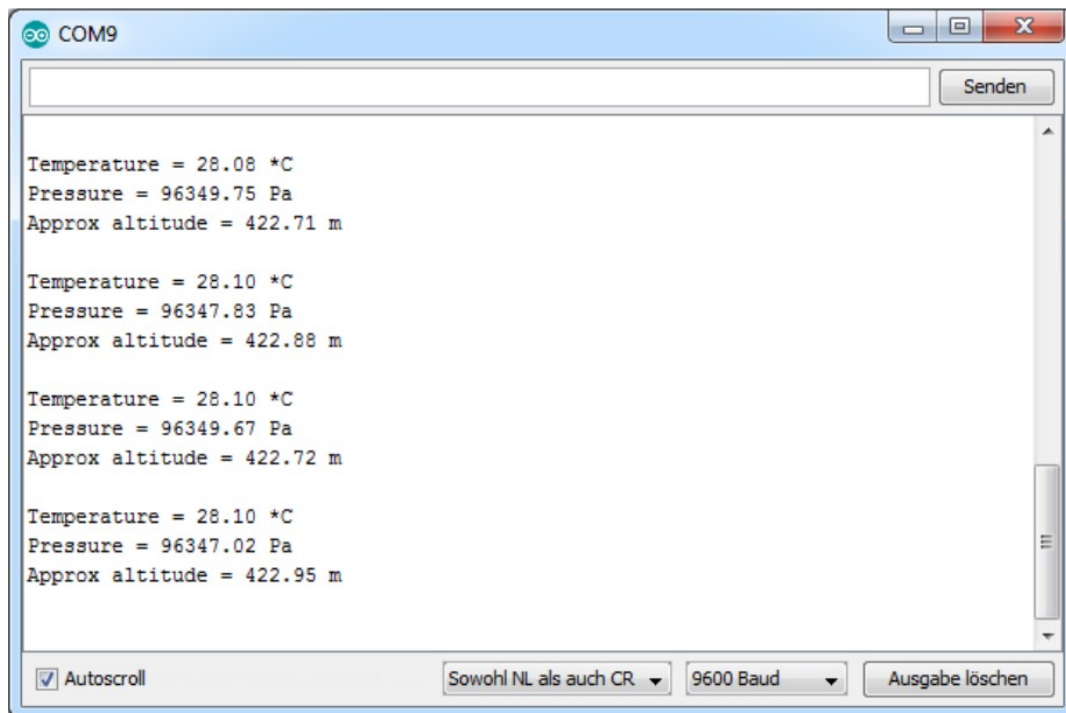 COM9
Senden
Temperature = 28.08 *C
Pressure = 96349.75 Pa
Approx altitude = 422.71 m
Temperature = 28.10 *C
Pressure = 96347.83 Pa
Approx altitude = 422.88 m
Temperature = 28.10 *C
Pressure = 96349.67 Pa
Approx altitude = 422.72 m
Temperature = 28.10 *C
Pressure = 96347.02 Pa
Approx altitude = 422.95 m
Autoscroll Sowohl NL als auch CR 9600 Baud Ausgabe löschen